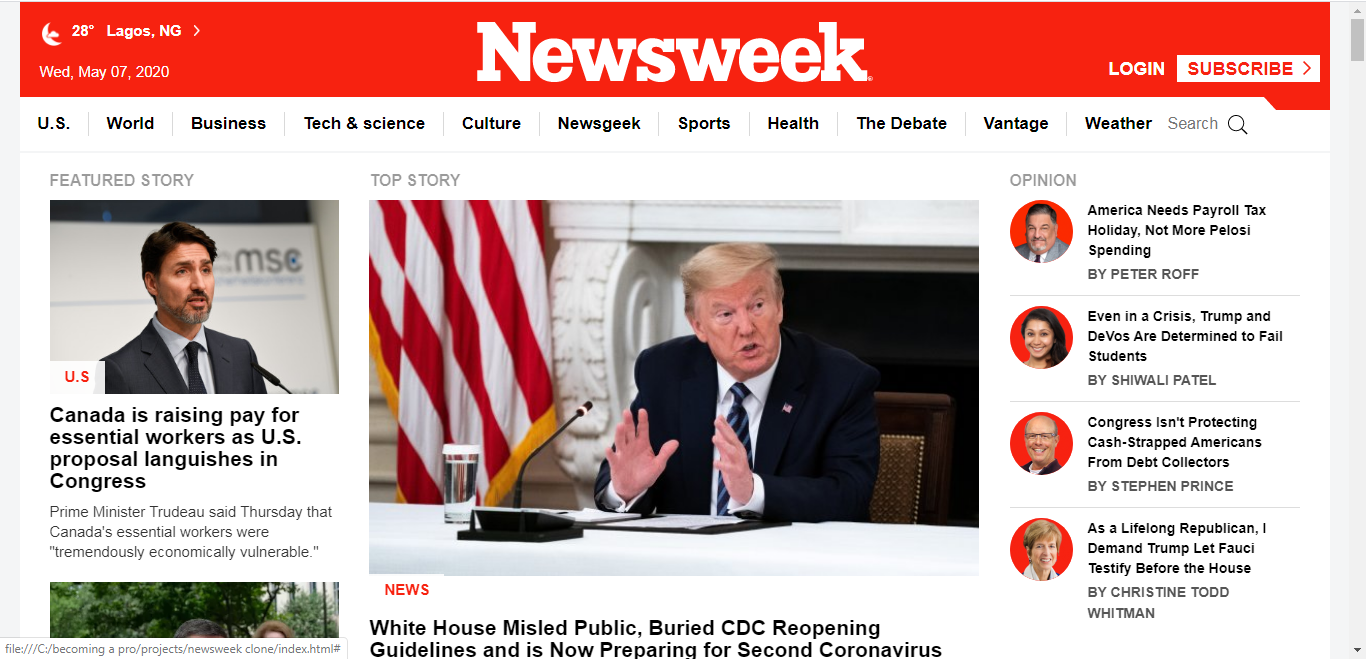 28° Lagos, NG
Wed, May 07, 2020
Newsweek
LOGIN SUBSCRIBE
U.S. World Business Tech & science Culture Newsgeek Sports Health The Debate Vantage Weather Search
FEATURED STORY
msc
U.S
Canada is raising pay for
essential workers as U.S.
proposal languishes in
Congress
Prime Minister Trudeau said Thursday that
Canada's essential workers were
"tremendously economically vulnerable."
TOP STORY
NEWS
White House Misled Public, Buried CDC Reopening
Guidelines and is Now Preparing for Second Coronavirus
OPINION
America Needs Payroll Tax
Holiday, Not More Pelosi
Spending
BY PETER ROFF
Even in a Crisis, Trump and
DeVos Are Determined to Fail
Students
BY SHIWALI PATEL
Congress Isn't Protecting
Cash-Strapped Americans
From Debt Collectors
BY STEPHEN PRINCE
As a Lifelong Republican, I
Demand Trump Let Fauci
Testify Before the House
BY CHRISTINE TODD
WHITMAN
file:///C:/becoming a pro/projects/newsweek clone/index.html#